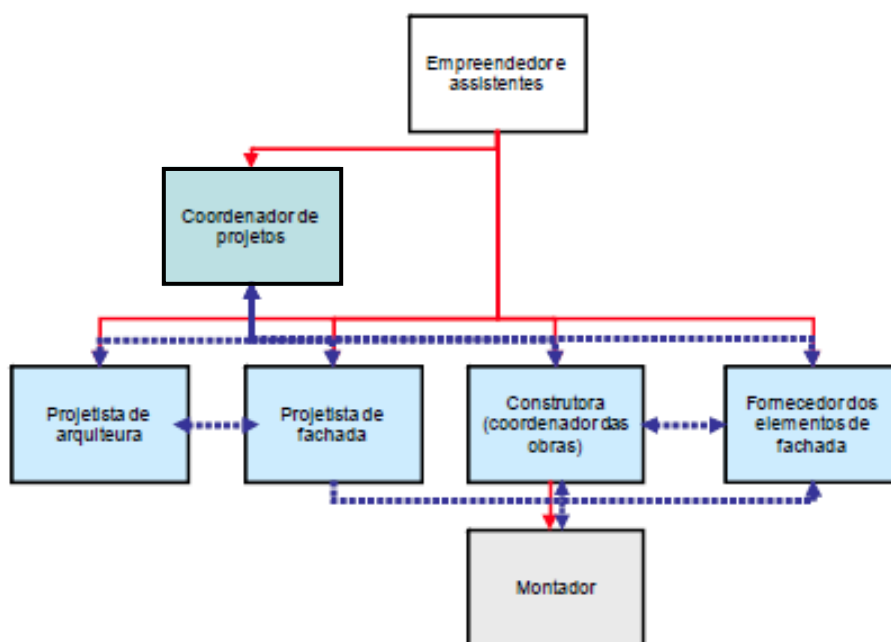 Empreendedor e
assistentes
Coordenador de
projetos
Projetista de
arquiteura
Projetista de
fachada
Construtora
(coordenador das
obras)
Fornecedor dos
elementos de
fachada
Montador